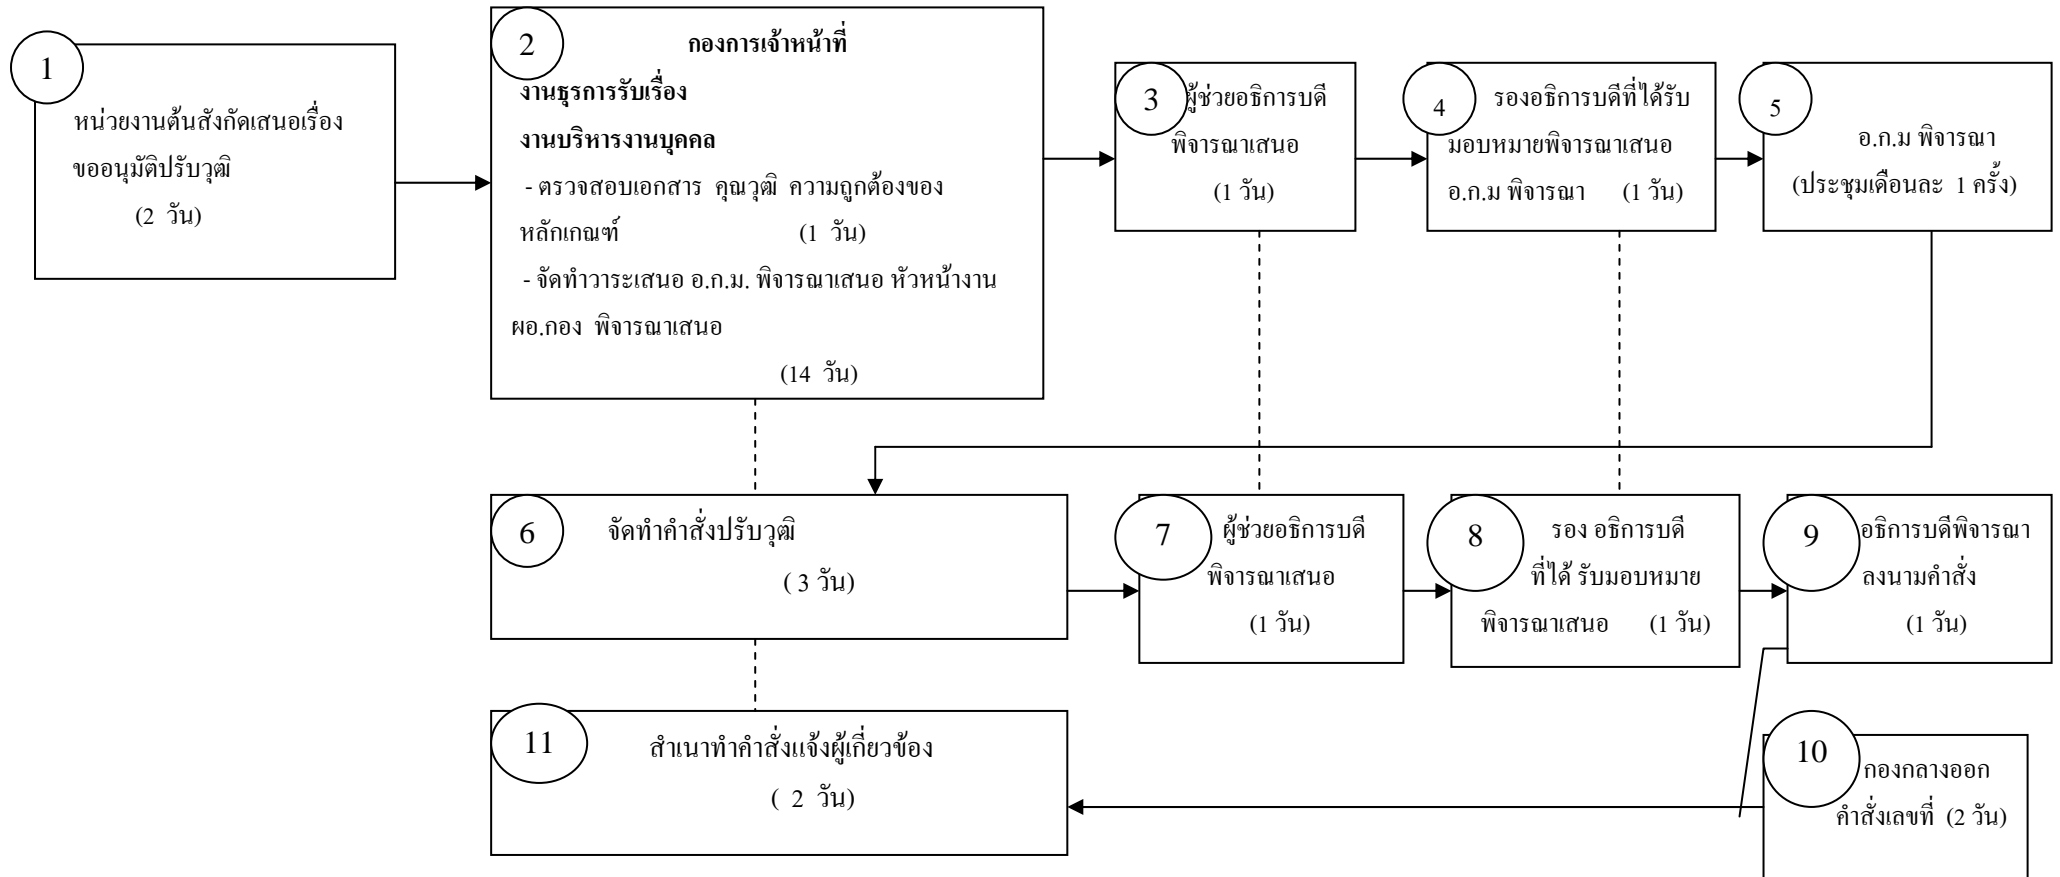 1
หน่วยงานต้นสังกัดเสนอเรื่อง
ขออนุมัติปรับวุฒิ
(2 วัน)
2
กองการเจ้าหน้าที่
งานธุรการรับเรื่อง
งานบริหารงานบุคคล
- ตรวจสอบเอกสาร คุณวุฒิ ความถูกต้องของ
หลักเกณฑ์ (1 วัน)
- จัดทำวาระเสนอ อ.ก.ม. พิจารณาเสนอ หัวหน้างาน
ผอ.กอง พิจารณาเสนอ
(14 วัน)
3
ผู้ช่วยอธิการบดี
พิจารณาเสนอ
(1 วัน)
4
รองอธิการบดีที่ได้รับ
มอบหมายพิจารณาเสนอ
อ.ก.ม พิจารณา (1 วัน)
5
อ.ก.ม พิจารณา
(ประชุมเดือนละ 1 ครั้ง)
6
จัดทำคำสั่งปรับวุฒิ
( 3 วัน)
7
ผู้ช่วยอธิการบดี
พิจารณาเสนอ
(1 วัน)
8
รอง อธิการบดี
ที่ได้ รับมอบหมาย
พิจารณาเสนอ (1 วัน)
9
อธิการบดีพิจารณา
ลงนามคำสั่ง
(1 วัน)
10
กองกลางออก
คำสั่งเลขที่ (2 วัน)
11
สำเนาทำคำสั่งแจ้งผู้เกี่ยวข้อง
( 2 วัน)